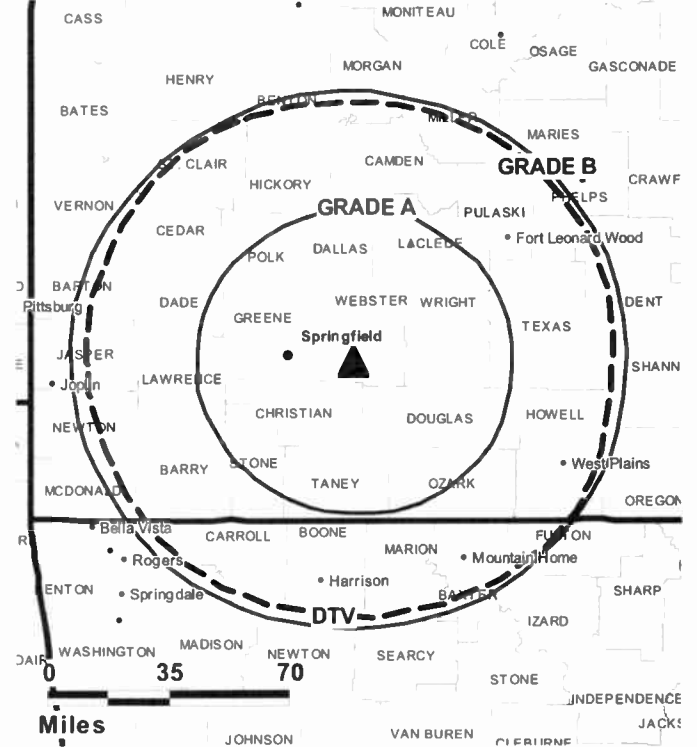 MONITEAU
CASS
COLE
OSAGE
MORGAN
GASCONADE
HENRY
BENTON
BATES
MILLER
MARIES
CAMDEN
ST. CLAIR
GRADE B
CRAWF
HICKORY
PHELPS
VERNON
GRADE A
PULASKI
CEDAR
LACLEDE
Fort Leonard Wood
DALLAS
POLK
BARTON
DADE
WEBSTER
WRIGHT
DENT
Pittsburg
GREENE
TEXAS
Springfield
JASPER
SHANN
LAWRENCE
Joplin
CHRISTIAN
DOUGLAS
HOWELL
NEWTON
STONE
West Plains
BARRY
TANEY
OZARK
MCDONALD
OREGON
Bella Vista
CARROLL
BOONE
FULTON
MARION
Mountain Home
Rogers
Harrison
ENTON
Springdale
BAXTER
SHARP
DTV
IZARD
WASHINGTON
MADISON
NEWTON
SEARCY
0 35 70
STONE
INDEPENDENCE
Miles
JACKS
JOHNSON
VAN BUREN
CLEBURNE